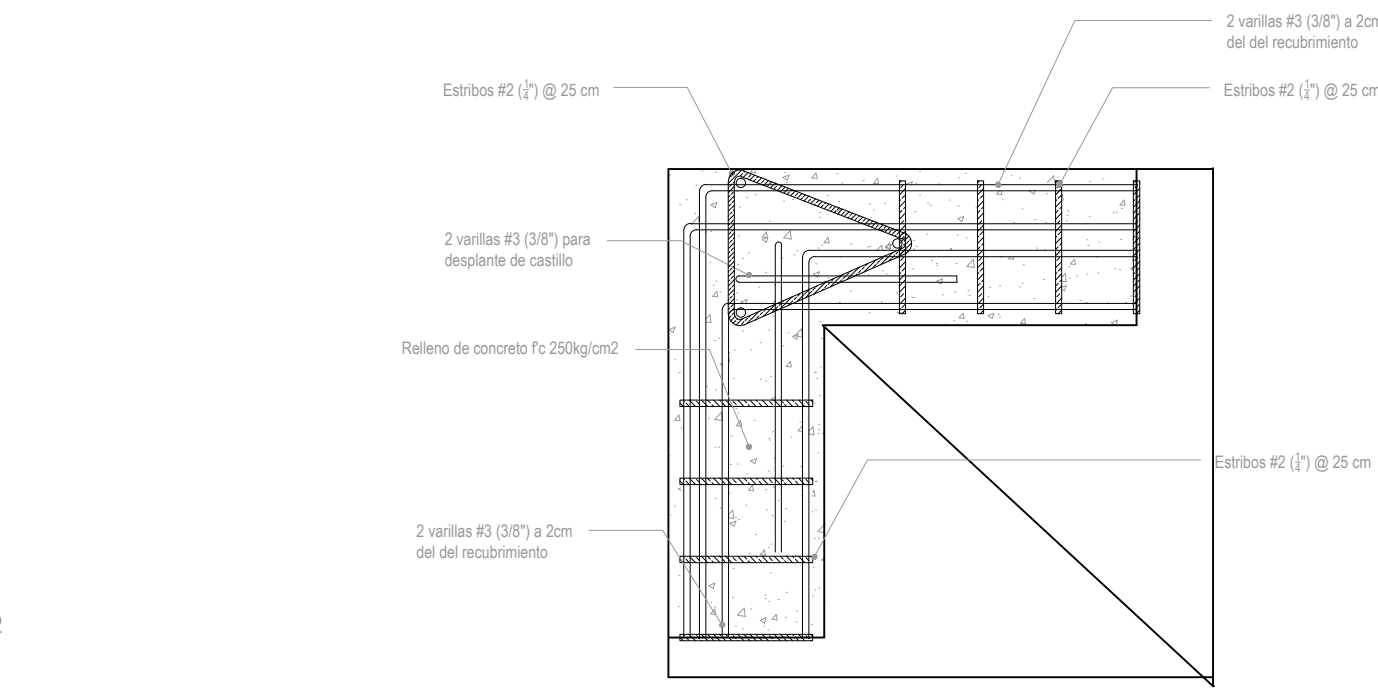 2 varillas #3 (3/8") a 2cm
del del recubrimiento
Estribos #2 (1/4") @ 25 cm
Estribos #2 (1/4") @ 25 cm
2 varillas #3 (3/8") para
desplante de castillo
Relleno de concreto f'c 250kg/cm2
Estribos #2 (1/4") @ 25 cm
2 varillas #3 (3/8") a 2cm
del del recubrimiento
2